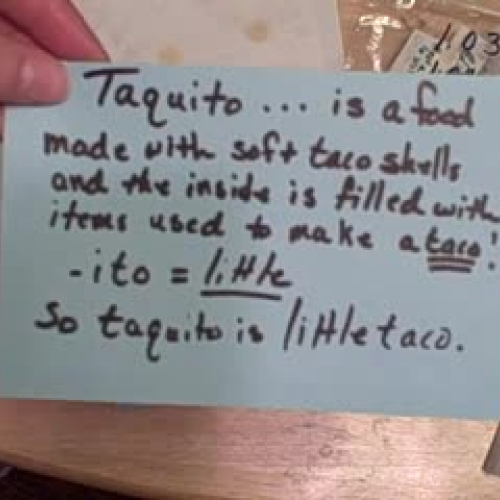 Taquito ... is a food
made with soft taco shells
and the inside is filled with
items used to make a taco!
-ito = little
So taquito is little taco.
103